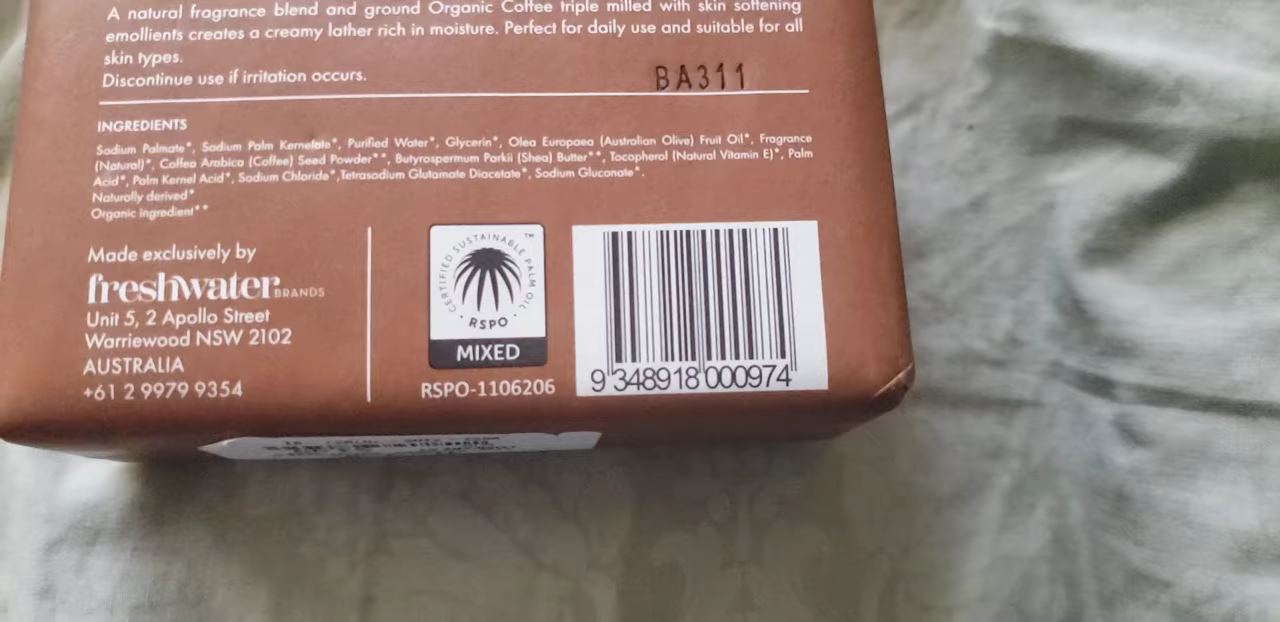 A natural fragrance blend and ground Organic Coffee triple milled with skin softening
emollients creates a creamy lather rich in moisture. Perfect for daily use and suitable for all
skin types.
Discontinue use if irritation occurs.
BA311
INGREDIENTS
Sodium Palmate*, Sodium Palm Kernelate*, Purified Water*, Glycerin*, Olea Europaea (Australian Olive) Fruit Oil*, Fragrance
(Natural)*, Coffea Arabica (Coffee) Seed Powder**, Butyrospermum Parkii (Shea) Butter**, Tocopherol (Natural Vitamin E)*, Palm
Acid*, Palm Kernel Acid*, Sodium Chloride*,Tetrasodium Glutamate Diacetate*, Sodium Gluconate*.
Naturally derived*
Organic ingredient**
Made exclusively by
freshwater BRANDS
Unit 5, 2 Apollo Street
Warriewood NSW 2102
AUSTRALIA
+61 2 9979 9354
CERTIFIED SUSTAINABLE PALM OIL ™
RSPO
MIXED
RSPO-1106206
9 348918 000974